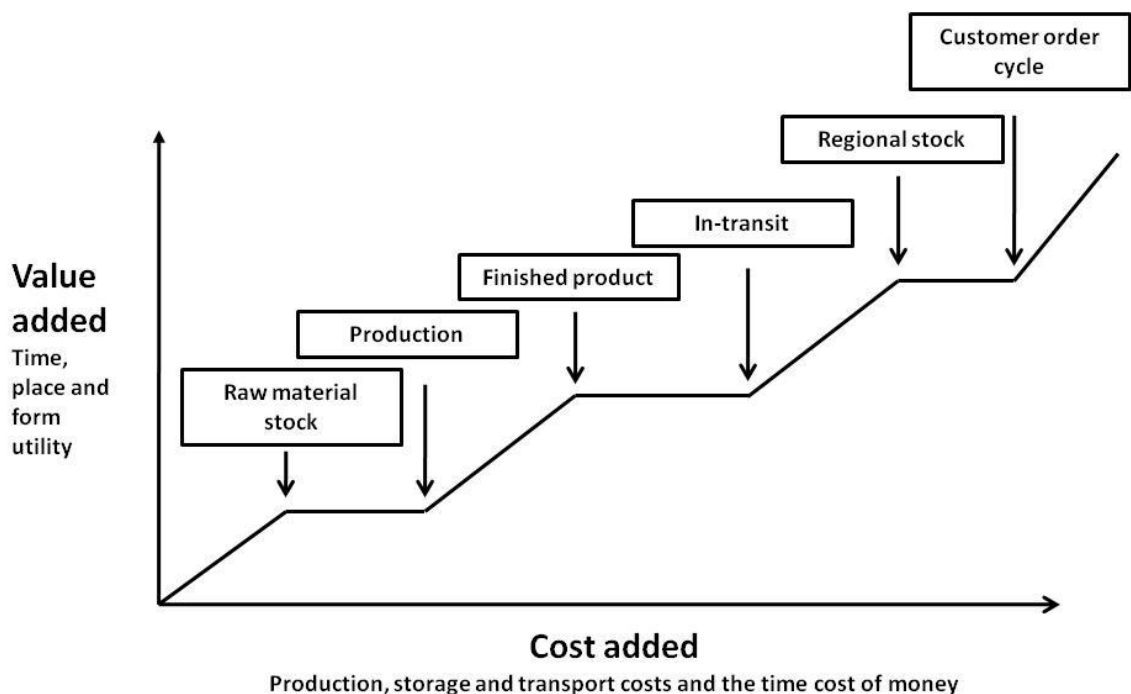 Customer order
cycle
Regional stock
In-transit
Finished product
Production
Raw material
stock
Value
added
Time,
place and
form
utility
Cost added
Production, storage and transport costs and the time cost of money